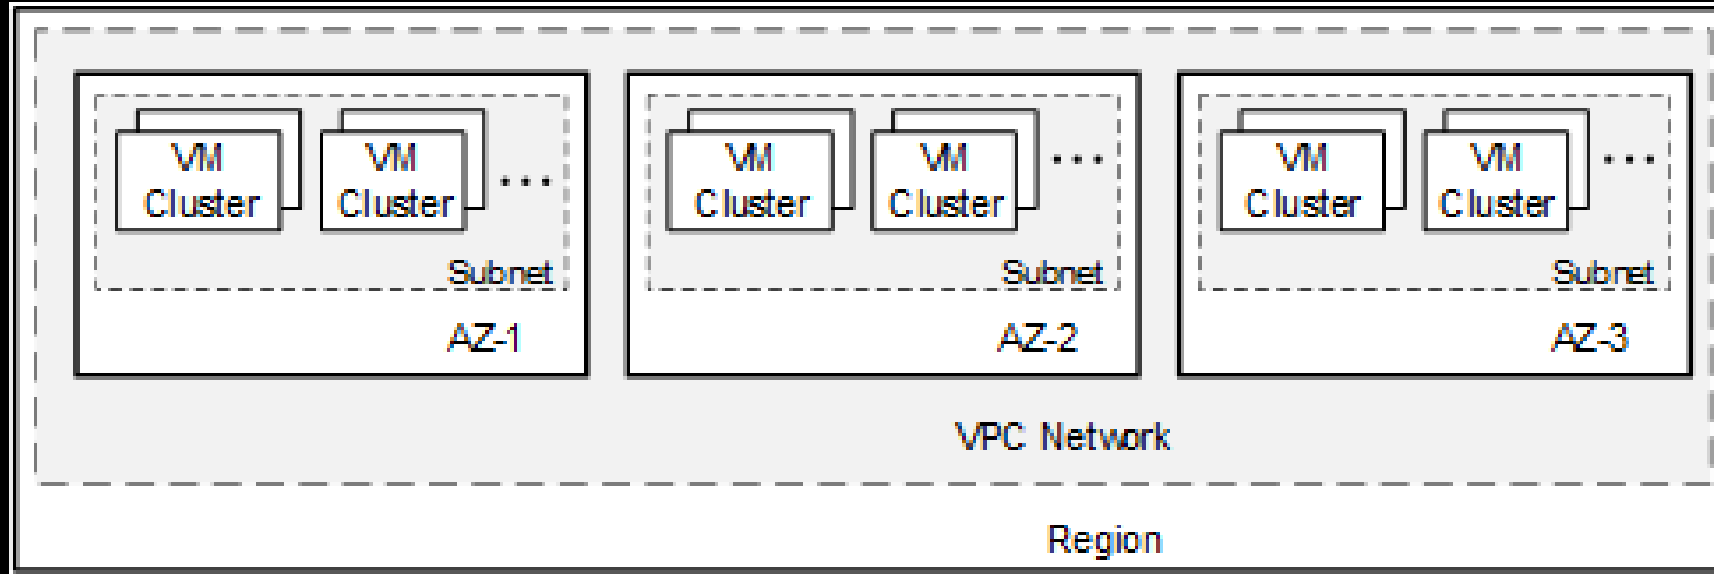 VM
Cluster
VM
Cluster
...
Subnet
AZ-1
VM
Cluster
VM
Cluster
...
Subnet
AZ-2
VM
Cluster
VM
Cluster
...
Subnet
AZ-3
VPC Network
Region